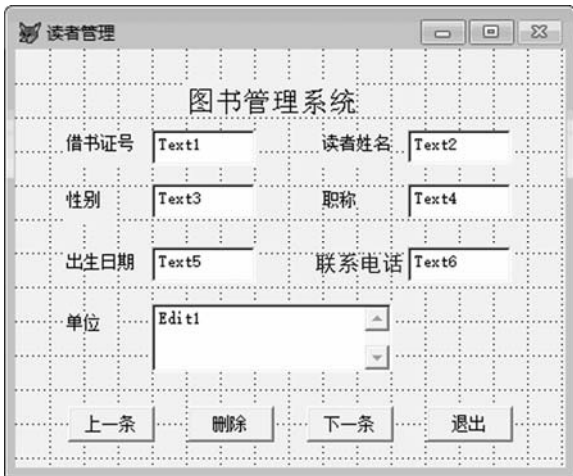 读者管理
图书管理系统
借书证号 Text1 读者姓名 Text2
性别 Text3 职称 Text4
出生日期 Text5 联系电话 Text6
单位 Edit1
上一条 删除 下一条 退出